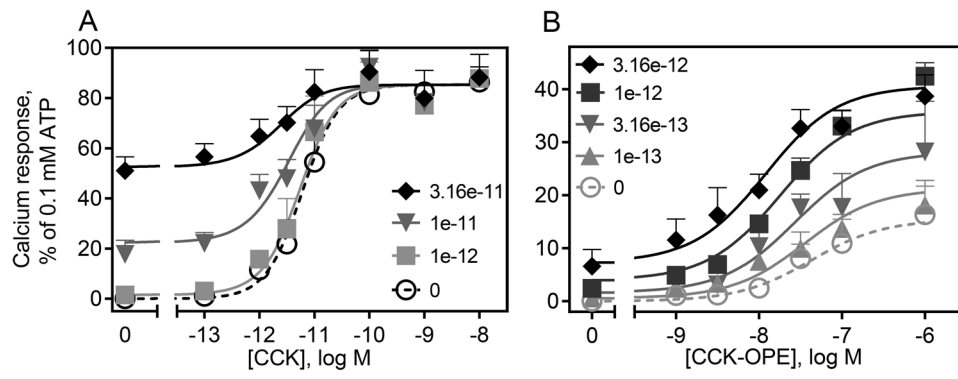 A
Calcium response,
% of 0.1 mM ATP
100
80
60
40
20
0
0
-13
-12
-11
-10
-9
-8
[CCK], log M
3.16e-11
1e-11
1e-12
0
B
40
30
20
10
0
0
-9
-8
-7
-6
[CCK-OPE], log M
3.16e-12
1e-12
3.16e-13
1e-13
0